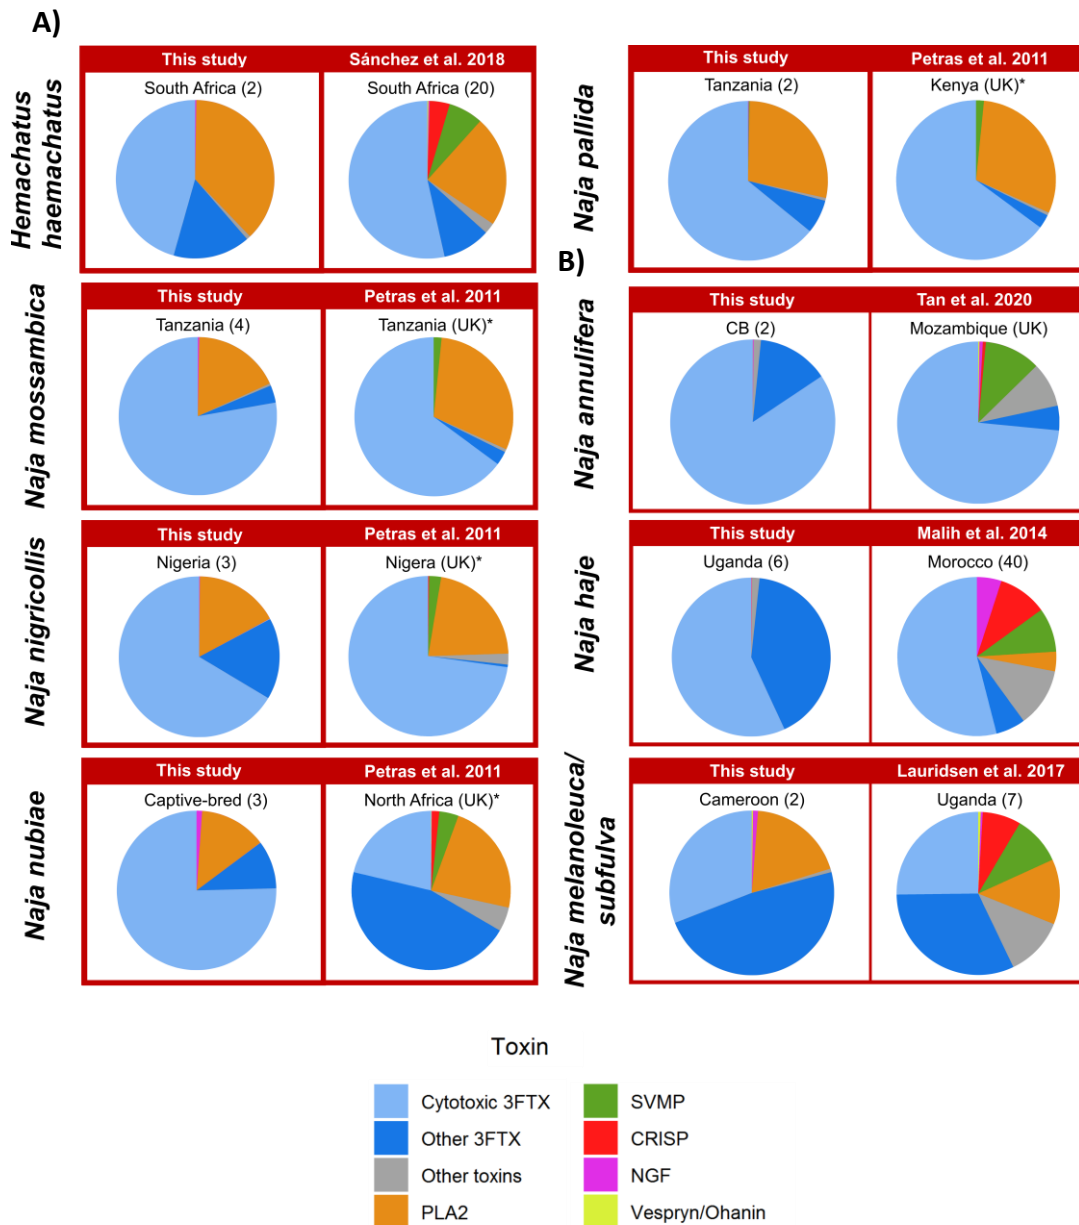 A)
This study
Sánchez et al. 2018
South Africa (2)
South Africa (20)
Hemachatus
haemachatus
This study
Petras et al. 2011
Tanzania (2)
Kenya (UK)*
Naja pallida
This study
Petras et al. 2011
Tanzania (4)
Tanzania (UK)*
Naja mossambica
B)
This study
Tan et al. 2020
CB (2)
Mozambique (UK)
Naja annulifera
This study
Petras et al. 2011
Nigeria (3)
Nigera (UK)*
Naja nigricollis
This study
Malih et al. 2014
Uganda (6)
Morocco (40)
Naja haje
This study
Petras et al. 2011
Captive-bred (3)
North Africa (UK)*
Naja nubiae
This study
Lauridsen et al. 2017
Cameroon (2)
Uganda (7)
Naja melanoleuca/
subfulva
Toxin
Cytotoxic 3FTX
Other 3FTX
Other toxins
PLA2
SVMP
CRISP
NGF
Vespryn/Ohanin